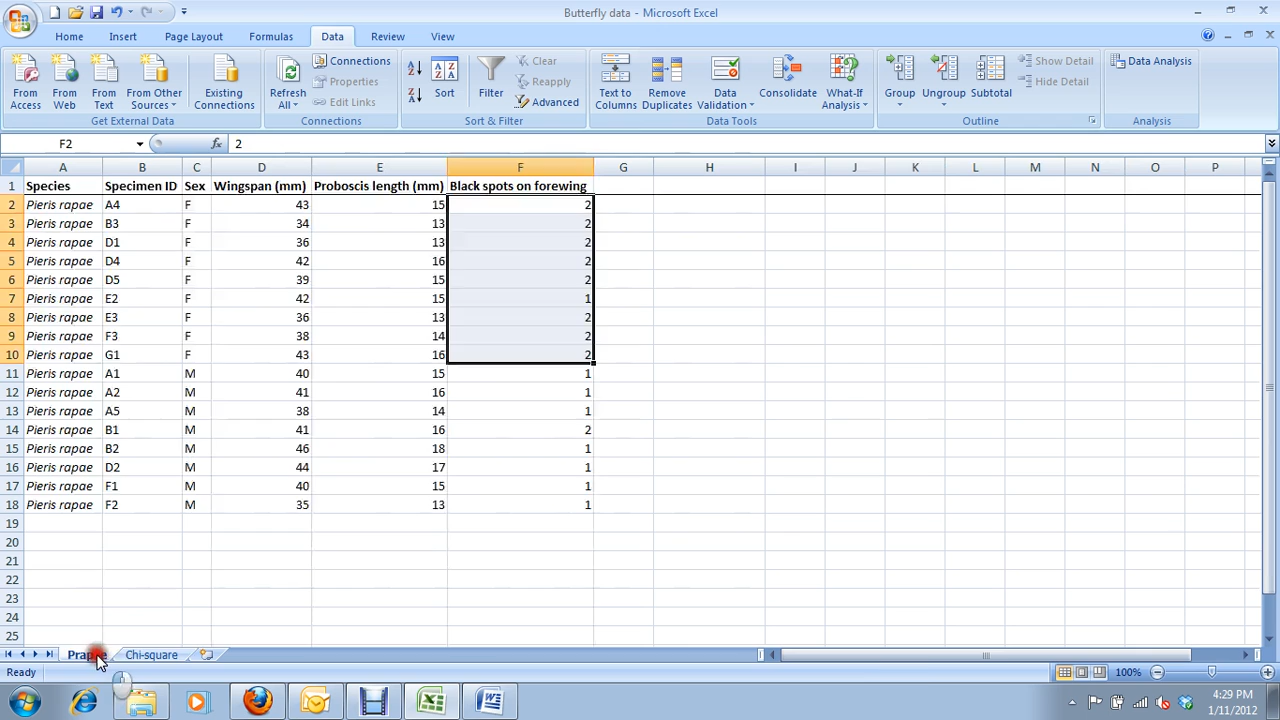 Butterfly data - Microsoft Excel
Home Insert Page Layout Formulas Data Review View
From Access From Web From Text From Other Sources Existing Connections Get External Data
Refresh All Connections Properties Edit Links Connections
Sort Filter Clear Reapply Advanced Sort & Filter
Text to Columns Remove Duplicates Data Validation Consolidate What-If Analysis Data Tools
Group Ungroup Subtotal Show Detail Hide Detail Outline
Data Analysis Analysis
F2 fx 2
A B C D E F G H I J K L M N O P
1 Species Specimen ID Sex Wingspan (mm) Proboscis length (mm) Black spots on forewing
2 Pieris rapae A4 F 43 15 2
3 Pieris rapae B3 F 34 13 2
4 Pieris rapae D1 F 36 13 2
5 Pieris rapae D4 F 42 16 2
6 Pieris rapae D5 F 39 15 2
7 Pieris rapae E2 F 42 15 1
8 Pieris rapae E3 F 36 13 2
9 Pieris rapae F3 F 38 14 2
10 Pieris rapae G1 F 43 16 2
11 Pieris rapae A1 M 40 15 1
12 Pieris rapae A2 M 41 16 1
13 Pieris rapae A5 M 38 14 1
14 Pieris rapae B1 M 41 16 2
15 Pieris rapae B2 M 46 18 1
16 Pieris rapae D2 M 44 17 1
17 Pieris rapae F1 M 40 15 1
18 Pieris rapae F2 M 35 13 1
19
20
21
22
23
24
25
Chi-square
Ready 100%
4:29 PM
1/11/2012